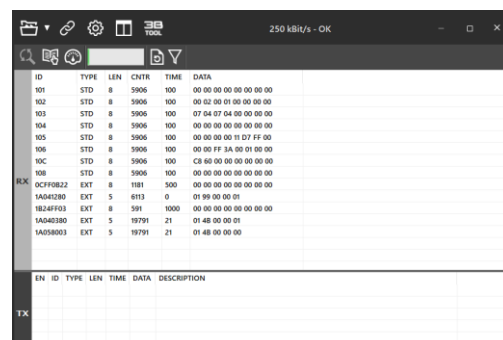 3B TOOL 250 kBit/s - OK
ID TYPE LEN CNTR TIME DATA
101 STD 8 5906 100 00 00 00 00 00 00 00 00
102 STD 8 5906 100 00 02 00 01 00 00 00 00
103 STD 8 5906 100 07 04 07 04 00 00 00 00
104 STD 8 5906 100 00 00 00 00 00 00 00 00
105 STD 8 5906 100 00 00 00 00 11 D7 FF 00
106 STD 8 5906 100 00 00 FF 3A 00 01 00 00
10C STD 8 5906 100 C8 60 00 00 00 00 00 00
108 STD 8 5906 100 00 00 00 00 00 00 00 00
RX 0CFF0B22 EXT 8 1181 500 00 00 00 00 00 00 00 00
1A041280 EXT 5 6113 0 01 99 00 00 01
1B24FF03 EXT 8 591 1000 00 00 00 00 00 00 00 00
1A040380 EXT 5 19791 21 01 4B 00 00 01
1A058003 EXT 5 19791 21 01 4B 00 00 00
EN ID TYPE LEN TIME DATA DESCRIPTION
TX